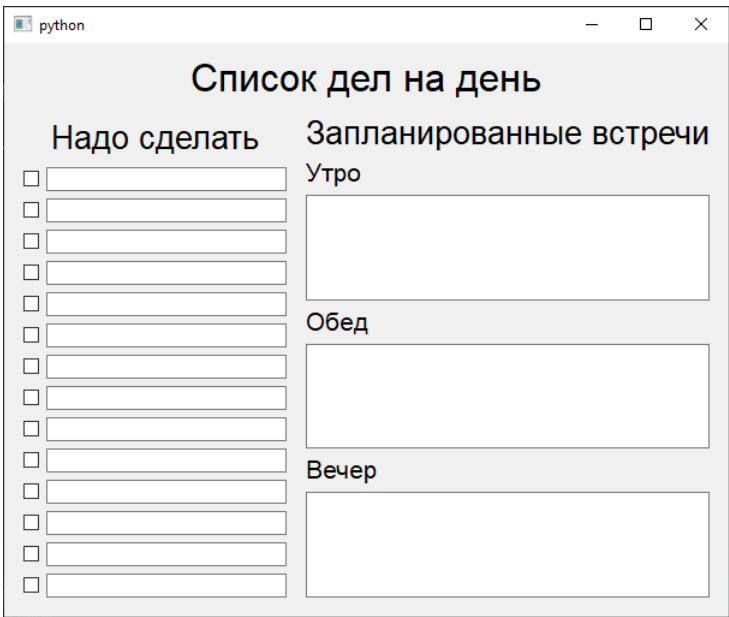 python
Список дел на день
Надо сделать
Запланированные встречи
Утро
Обед
Вечер